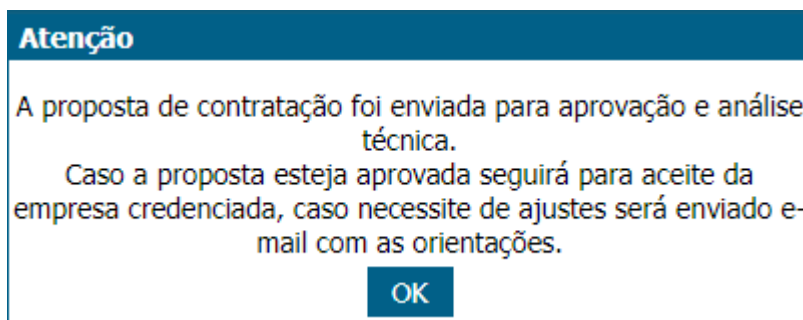 Atenção
A proposta de contratação foi enviada para aprovação e análise
técnica.
Caso a proposta esteja aprovada seguirá para aceite da
empresa credenciada, caso necessite de ajustes será enviado e-
mail com as orientações.
OK